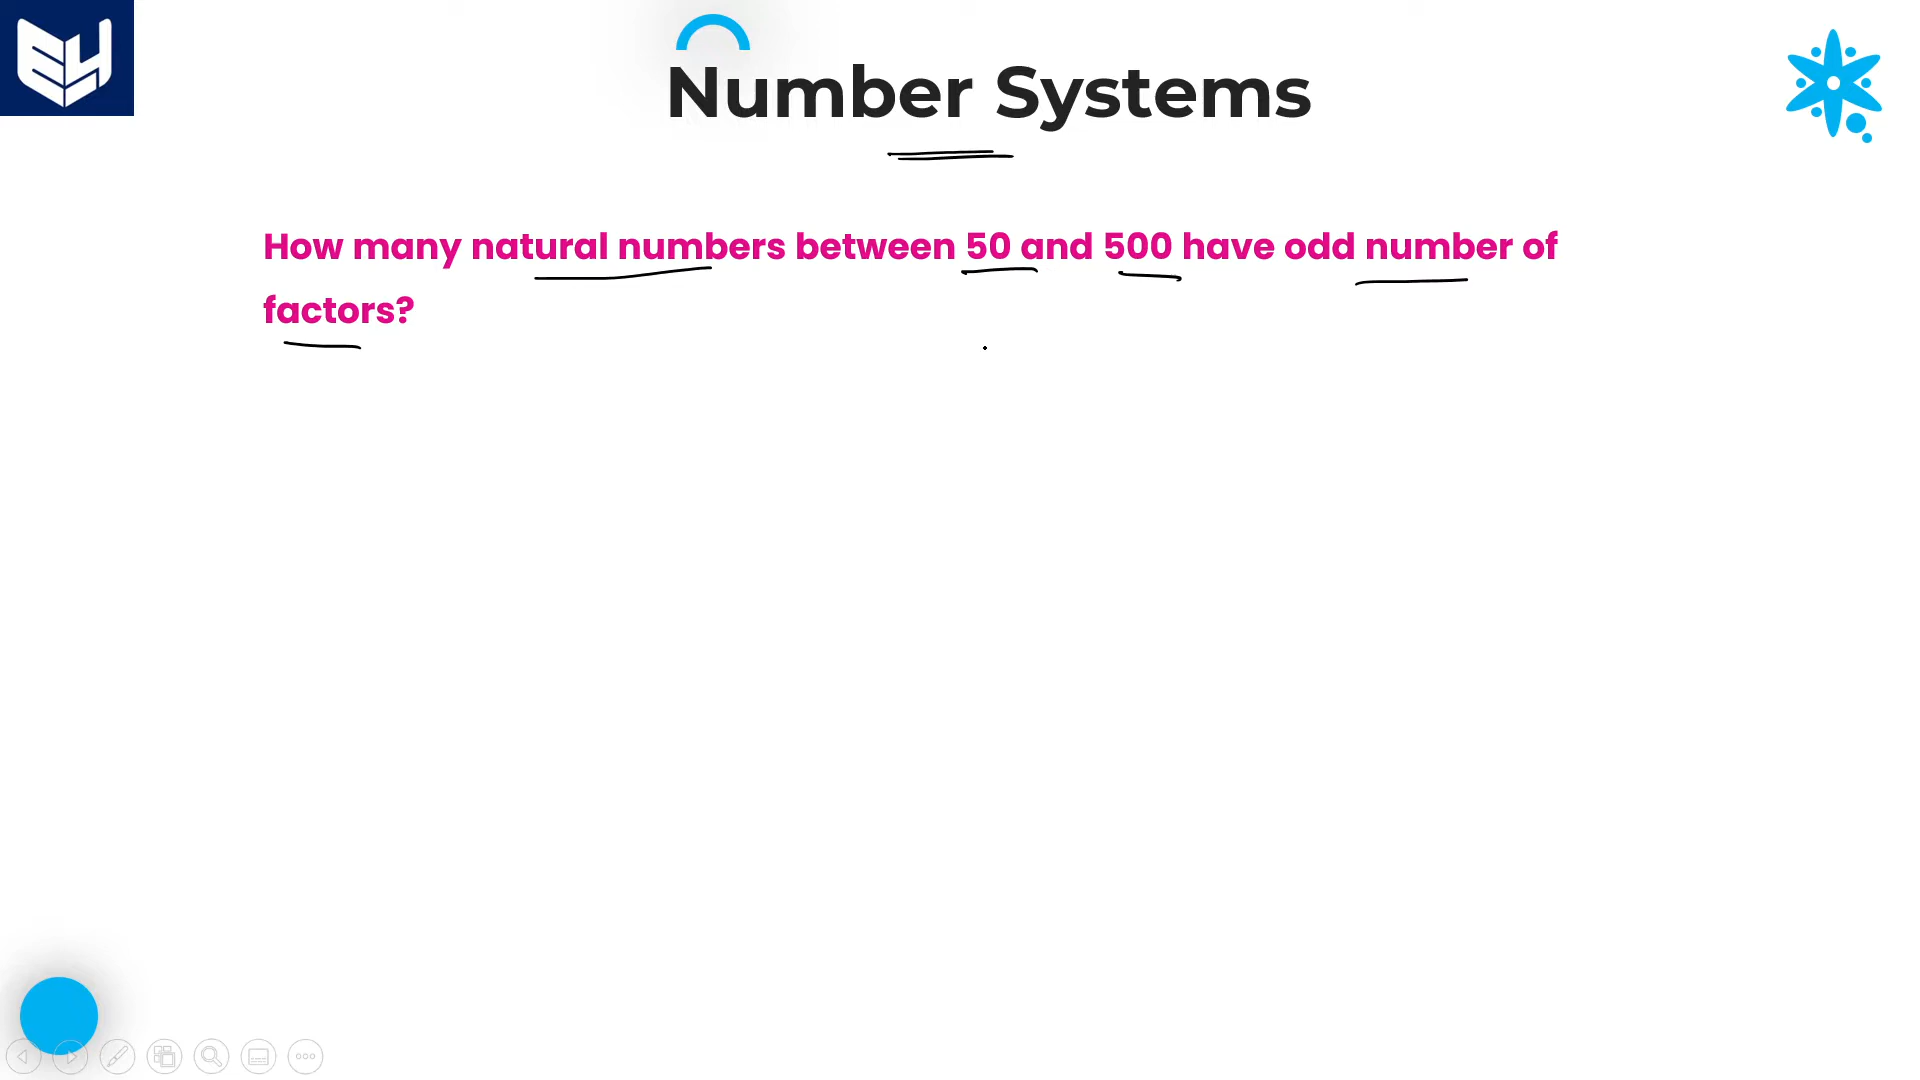 Number Systems
How many natural numbers between 50 and 500 have odd number of
factors?